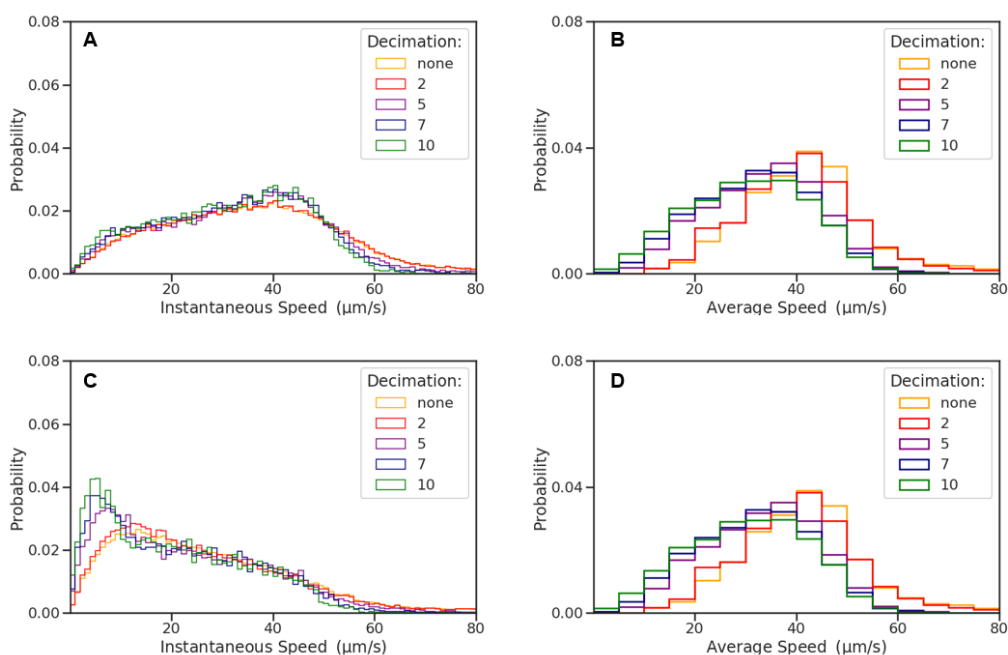 A
0.08
0.06
0.04
0.02
0.00
Probability
20 40 60 80
Instantaneous Speed (μm/s)
Decimation:
none
2
5
7
10
B
0.08
0.04
0.00
Probability
20 40 60 80
Average Speed (μm/s)
Decimation:
none
2
5
7
10
C
0.08
0.06
0.04
0.02
0.00
Probability
20 40 60 80
Instantaneous Speed (μm/s)
Decimation:
none
2
5
7
10
D
0.08
0.04
0.00
Probability
20 40 60 80
Average Speed (μm/s)
Decimation:
none
2
5
7
10